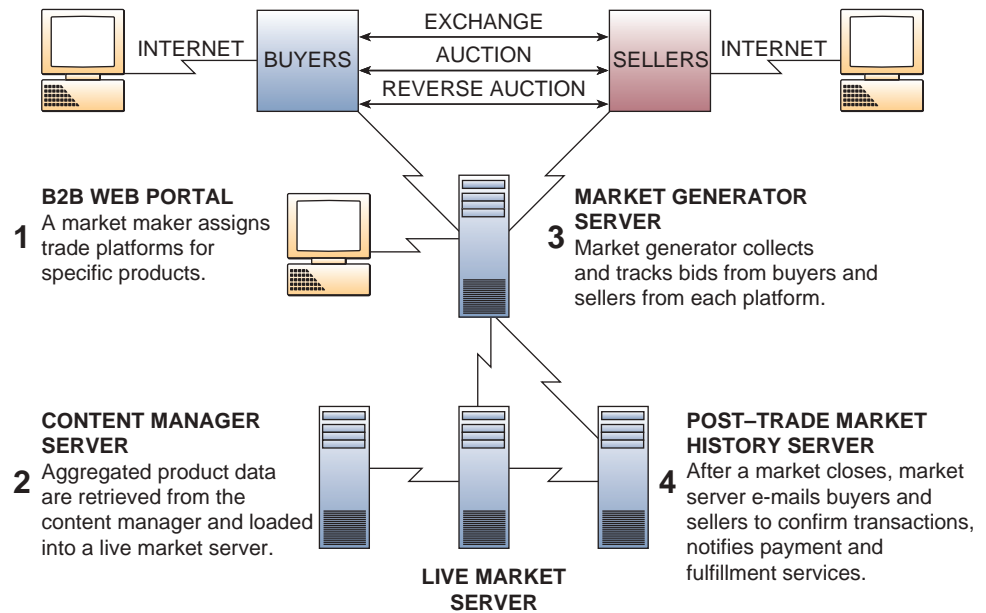 EXCHANGE
INTERNET
BUYERS
AUCTION
SELLERS
INTERNET
REVERSE AUCTION
B2B WEB PORTAL
1
A market maker assigns
trade platforms for
specific products.
MARKET GENERATOR
SERVER
3
Market generator collects
and tracks bids from buyers and
sellers from each platform.
CONTENT MANAGER
SERVER
2
Aggregated product data
are retrieved from the
content manager and loaded
into a live market server.
LIVE MARKET
SERVER
POST–TRADE MARKET
HISTORY SERVER
4
After a market closes, market
server e-mails buyers and
sellers to confirm transactions,
notifies payment and
fulfillment services.